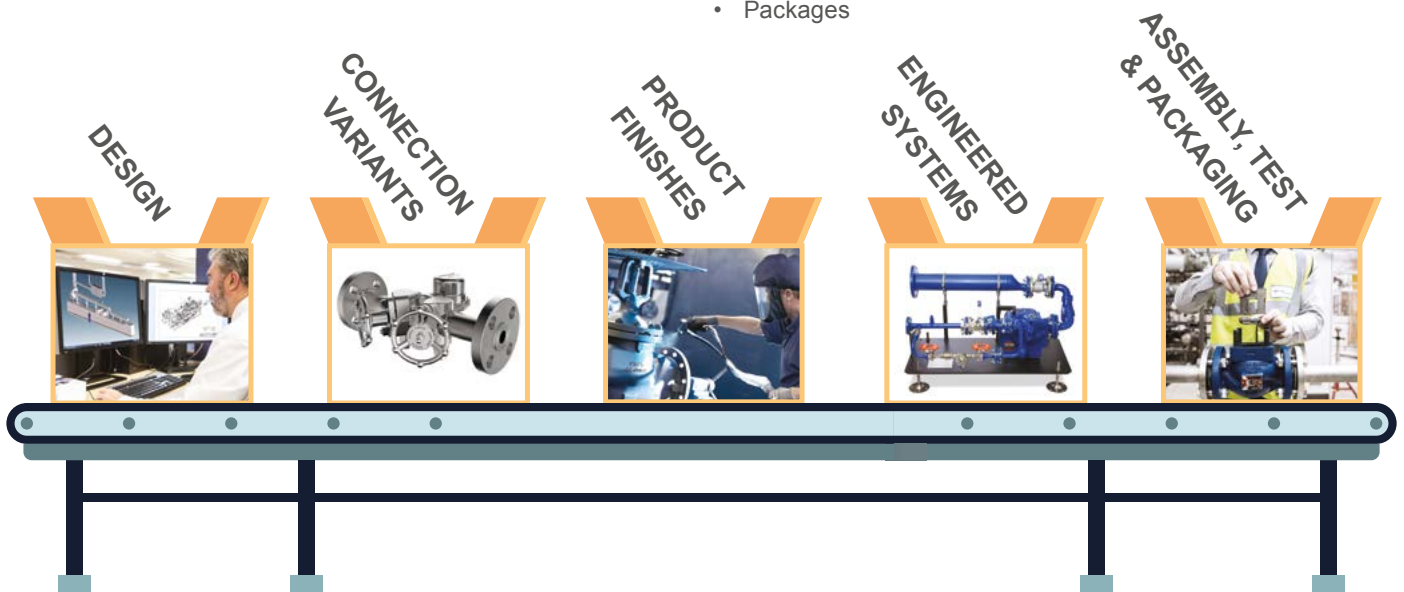 • Packages
DESIGN
CONNECTION
VARIANTS
PRODUCT
FINISHES
ENGINEERED
SYSTEMS
ASSEMBLY, TEST
& PACKAGING